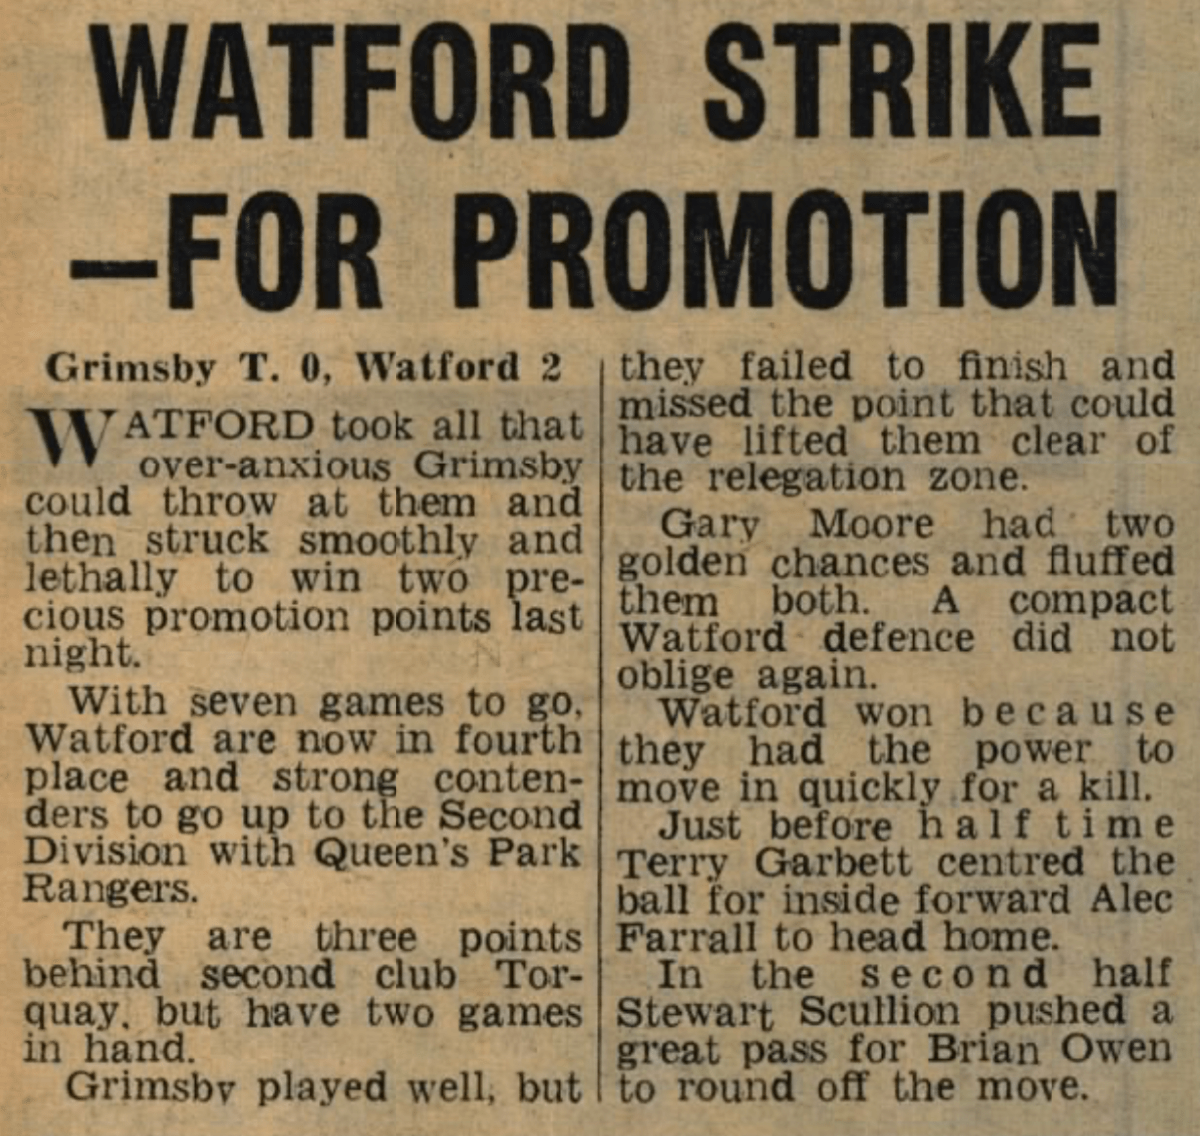 WATFORD STRIKE
—FOR PROMOTION
Grimsby T. 0, Watford 2
WATFORD took all that
over-anxious Grimsby
could throw at them and
then struck smoothly and
lethally to win two pre-
cious promotion points last
night.
With seven games to go,
Watford are now in fourth
place and strong conten-
ders to go up to the Second
Division with Queen's Park
Rangers.
They are three points
behind second club Tor-
quay, but have two games
in hand.
Grimsby played well, but
they failed to finish and
missed the point that could
have lifted them clear of
the relegation zone.
Gary Moore had two
golden chances and fluffed
them both. A compact
Watford defence did not
oblige again.
Watford won because
they had the power to
move in quickly for a kill.
Just before half time
Terry Garbett centred the
ball for inside forward Alec
Farrall to head home.
In the second half
Stewart Scullion pushed a
great pass for Brian Owen
to round off the move.